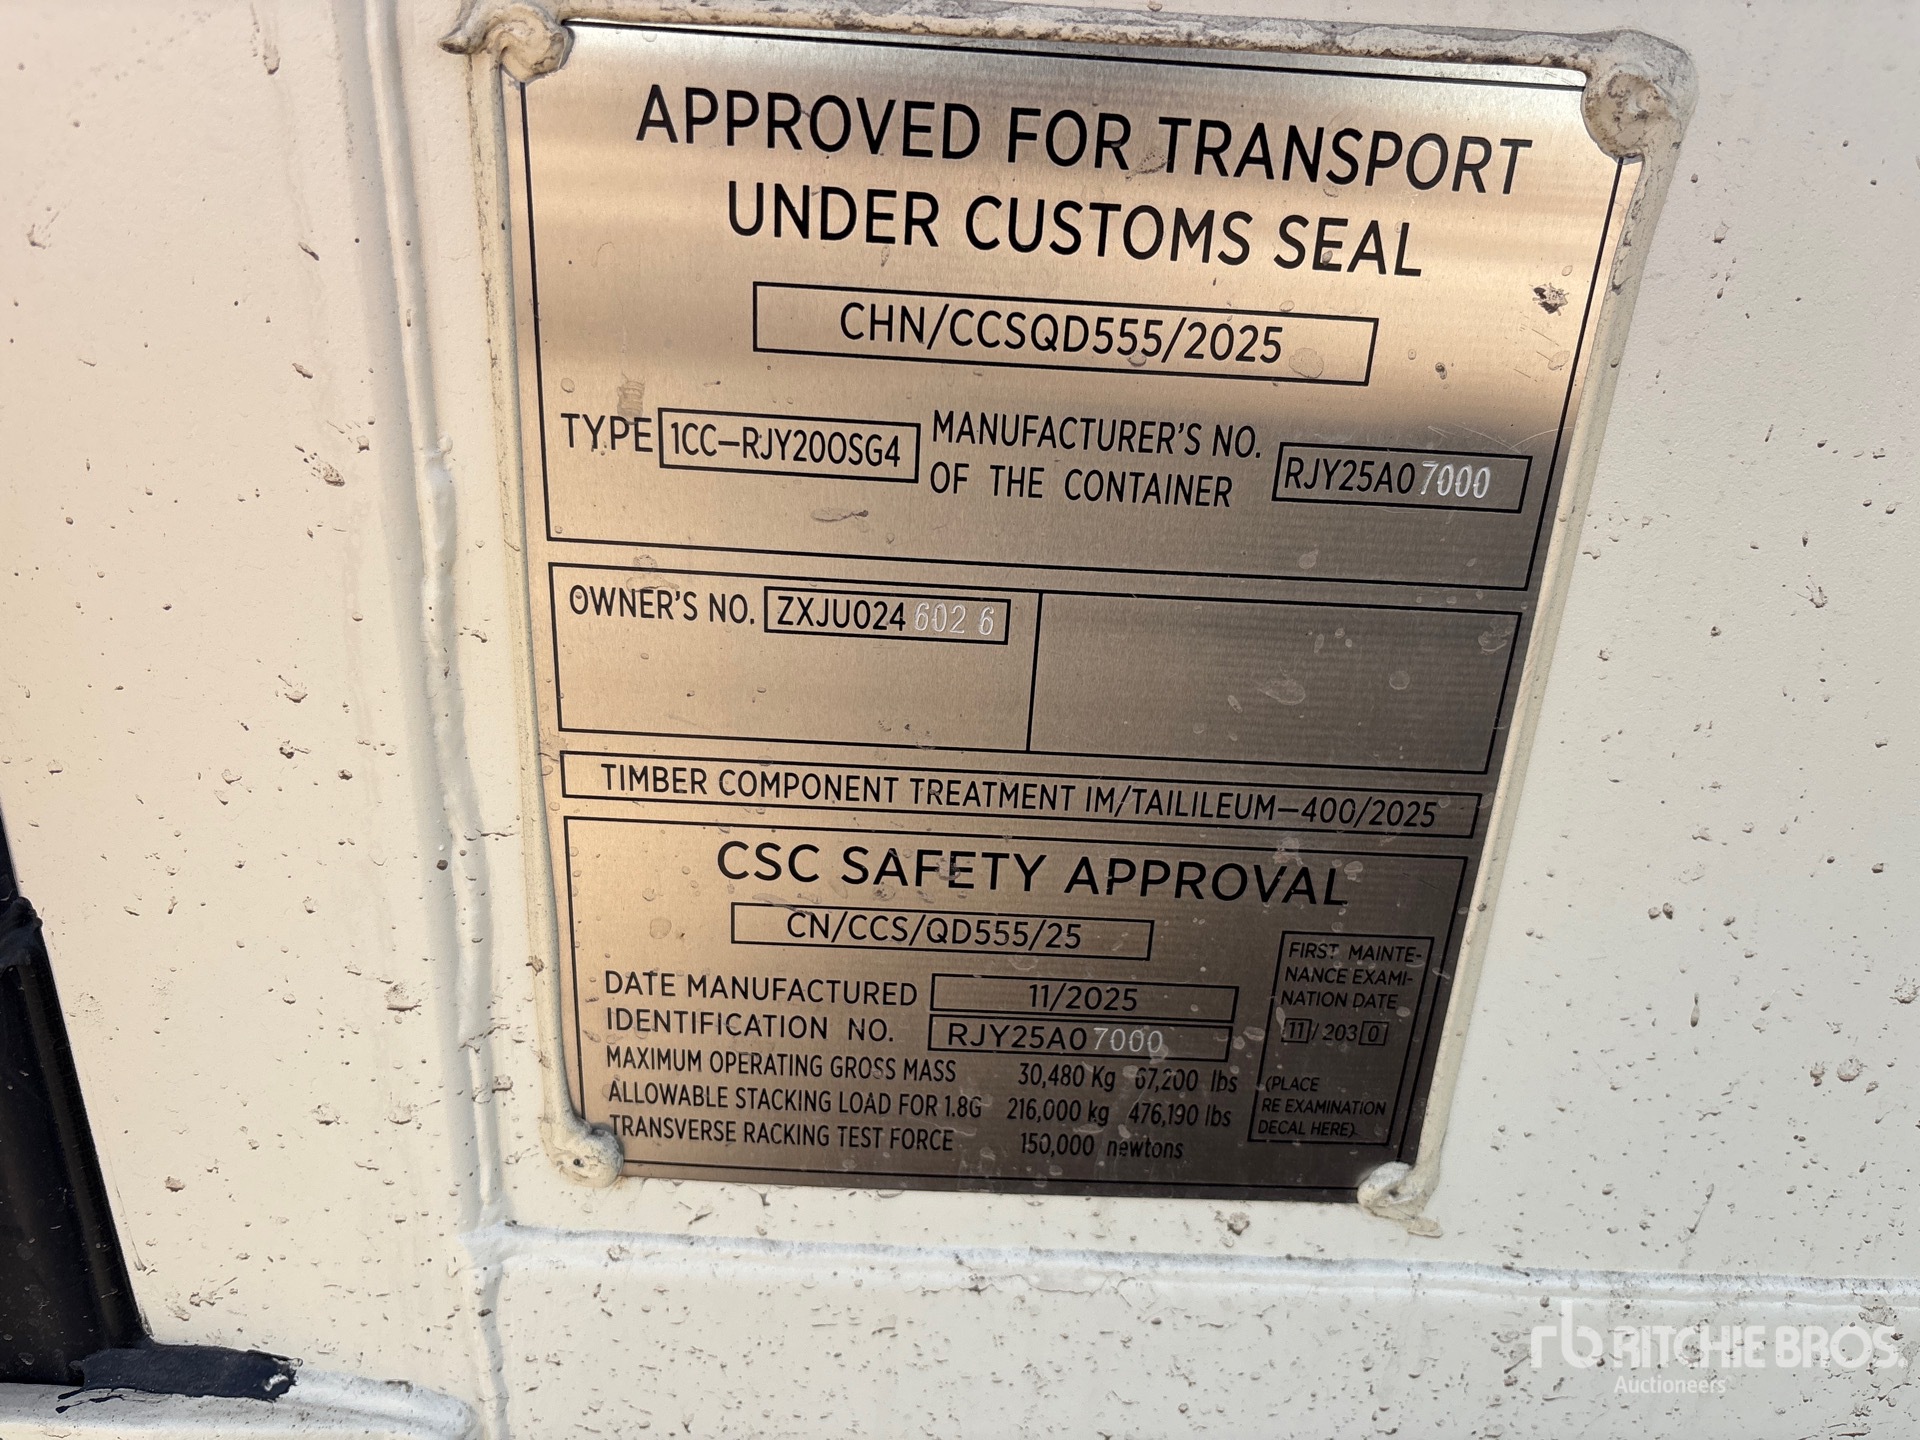 APPROVED FOR TRANSPORT
UNDER CUSTOMS SEAL
CHN/CCSQD555/2025
TYPE 1CC-RJY200SG4 MANUFACTURER'S NO. OF THE CONTAINER RJY25A07000
OWNER'S NO. ZXJU024 602 6
TIMBER COMPONENT TREATMENT IM/TAILILEUM-400/2025
CSC SAFETY APPROVAL
CN/CCS/QD555/25
DATE MANUFACTURED 11/2025
IDENTIFICATION NO. RJY25A07000
MAXIMUM OPERATING GROSS MASS 30,480 Kg 67,200 lbs
ALLOWABLE STACKING LOAD FOR 1.8G 216,000 kg 476,190 lbs
TRANSVERSE RACKING TEST FORCE 150,000 newtons
FIRST MAINTE-
NANCE EXAMI-
NATION DATE
11/2030
(PLACE
RE EXAMINATION
DECAL HERE)
rb RITCHIE BROS.
Auctioneers